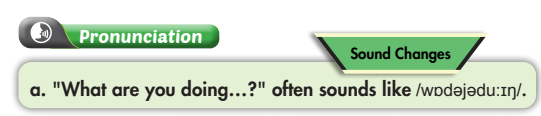 Pronunciation
Sound Changes
a. "What are you doing...?" often sounds like /wɒdəjədu:ɪŋ/.